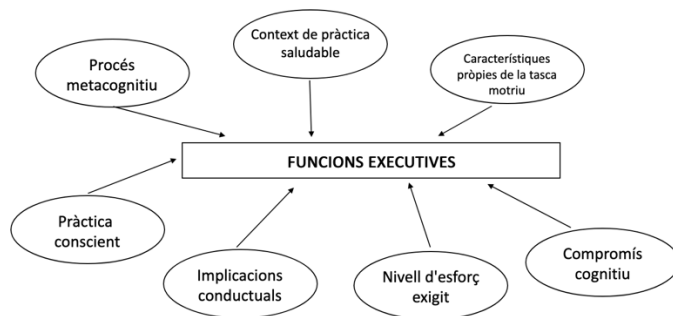 Procés
metacognitiu
Context de pràctica
saludable
Característiques
pròpies de la tasca
motriu
FUNCIONS EXECUTIVES
Pràctica
conscient
Implicacions
conductuals
Nivell d'esforç
exigit
Compromís
cognitiu